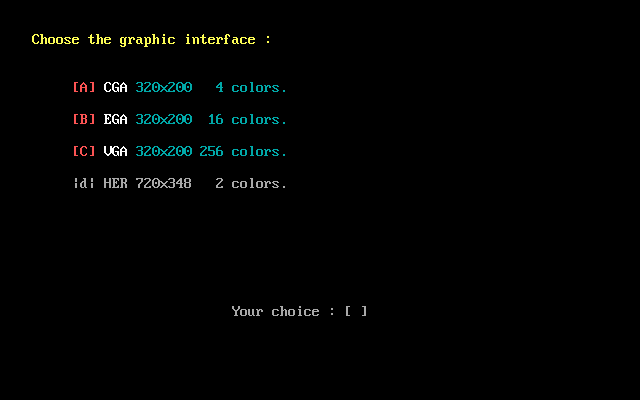 Choose the graphic interface :
[A] CGA 320x200 4 colors.
[B] EGA 320x200 16 colors.
[C] VGA 320x200 256 colors.
¦d¦ HER 720x348 2 colors.
Your choice : [ ]